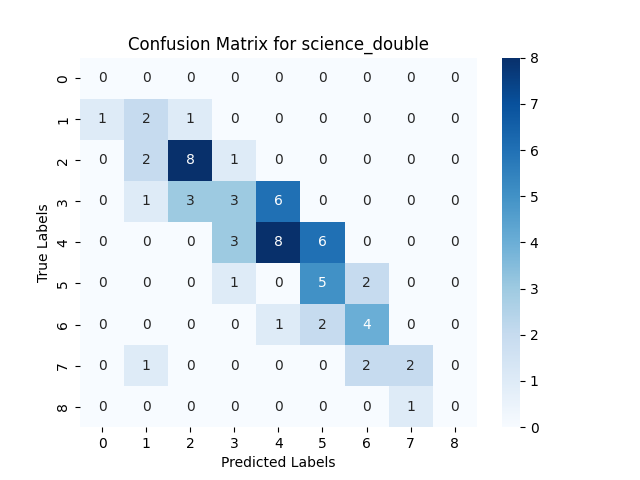 Confusion Matrix for science_double
0 0 0 0 0 0 0 0 0 0
1 1 2 1 0 0 0 0 0 0
2 0 2 8 1 0 0 0 0 0
3 0 1 3 3 6 0 0 0 0
4 0 0 0 3 8 6 0 0 0
5 0 0 0 1 0 5 2 0 0
6 0 0 0 0 1 2 4 0 0
7 0 1 0 0 0 0 2 2 0
8 0 0 0 0 0 0 0 1 0
0 1 2 3 4 5 6 7 8
Predicted Labels
True Labels
8
7
6
5
4
3
2
1
0